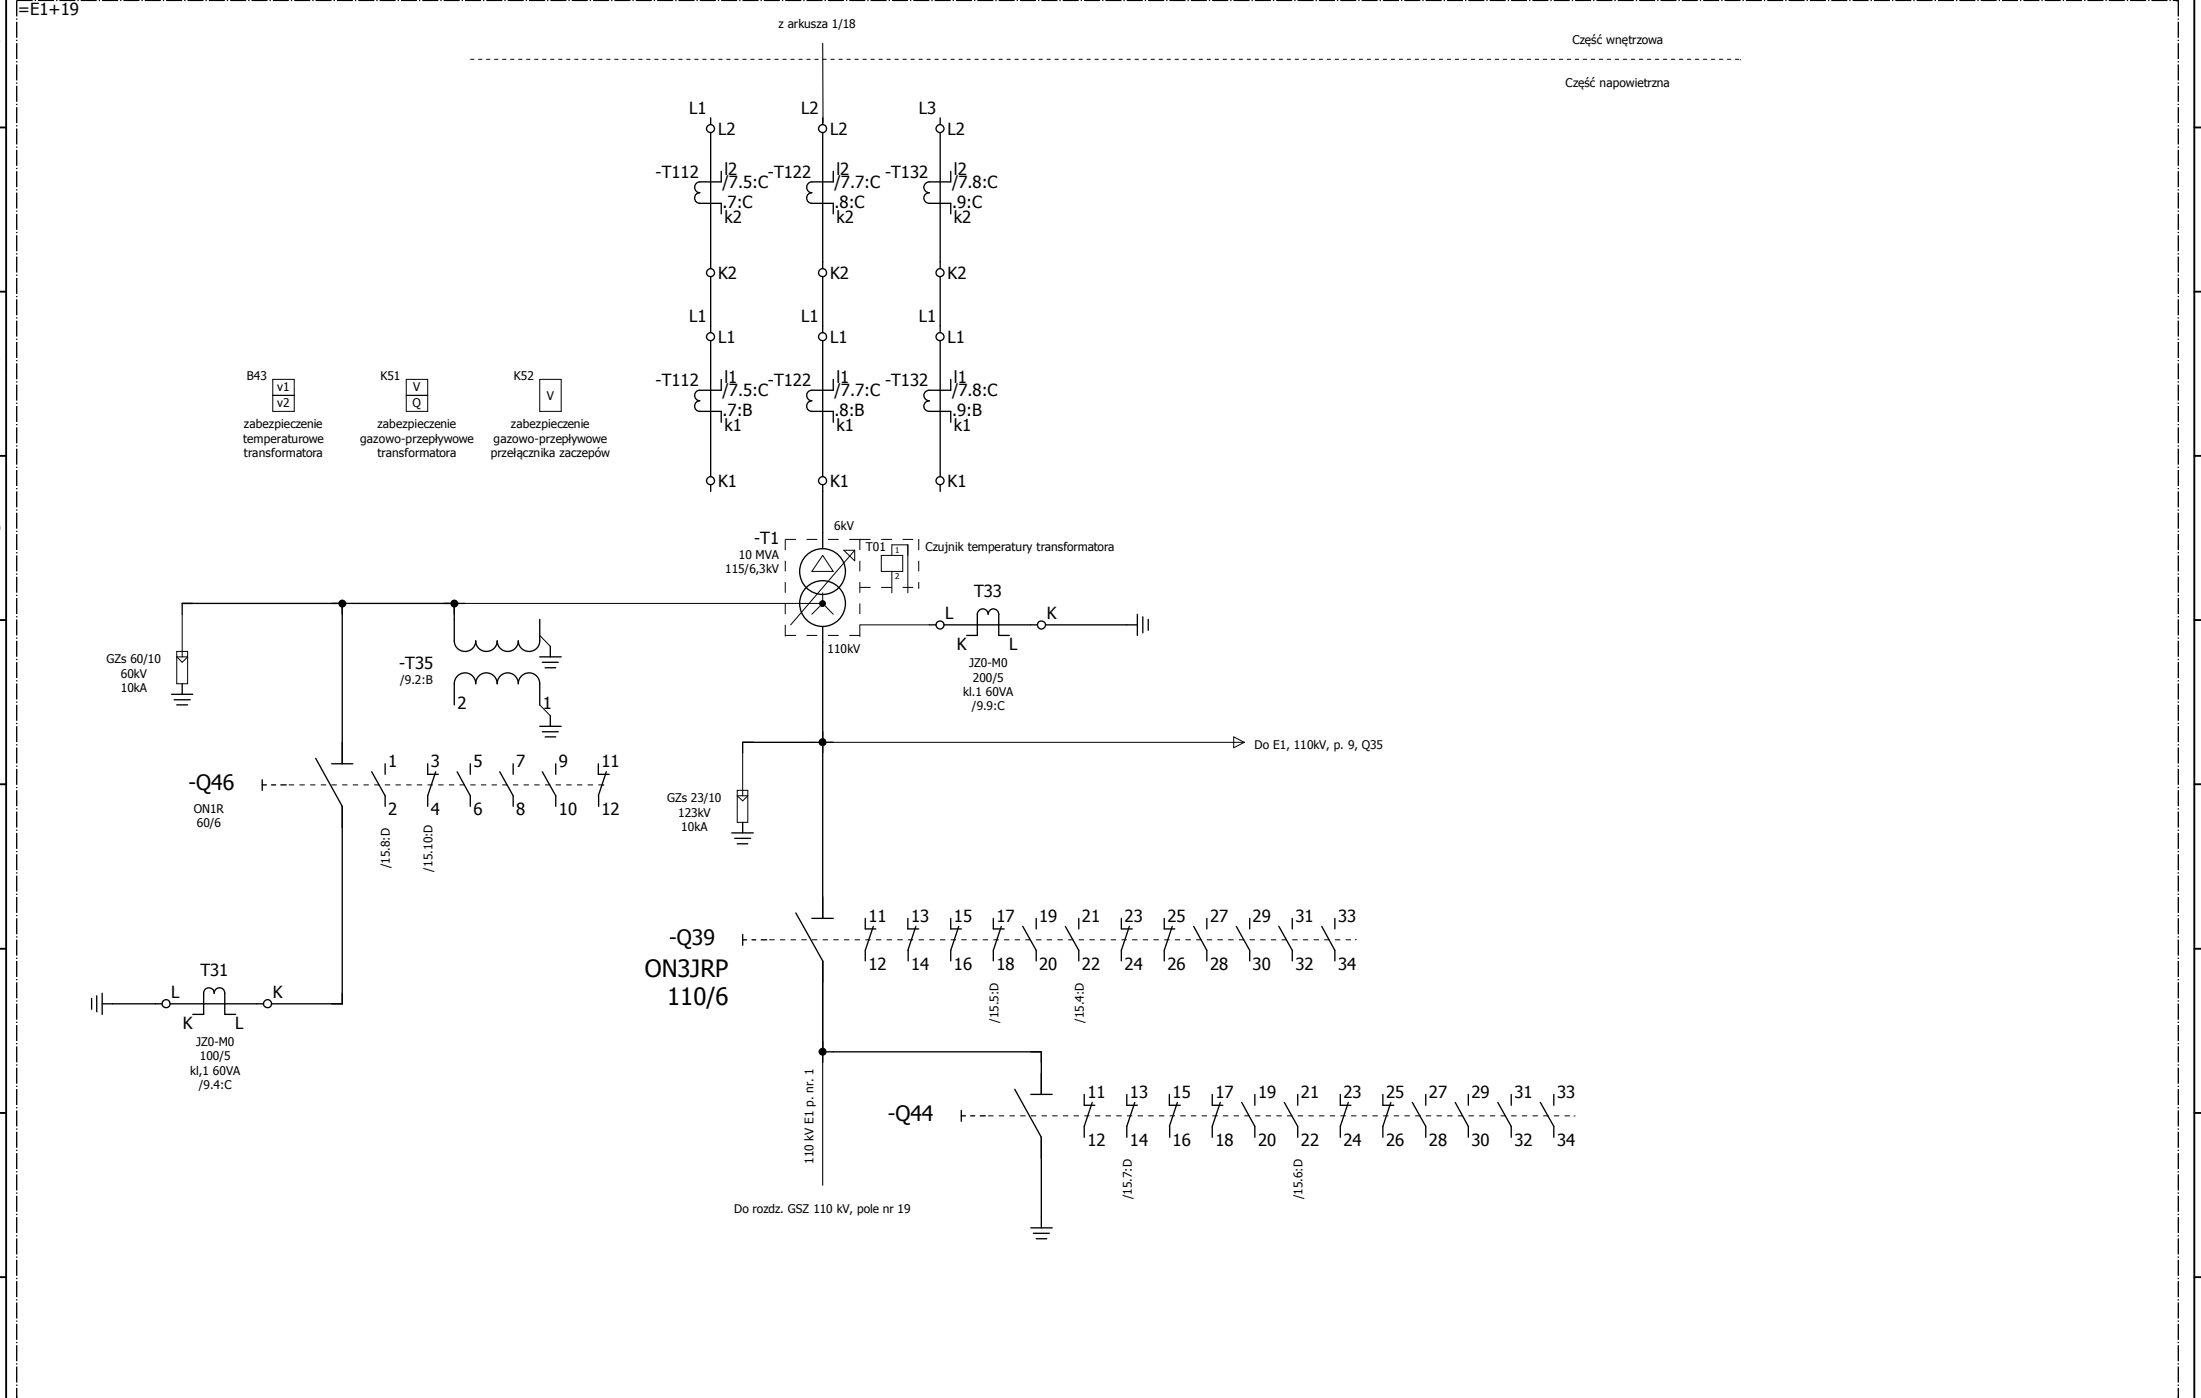 =E1+19
z arkusza 1/18
Część wnętrzowa
Część napowietrzna
L1
L2
L3
L2
L2
L2
-T112
l2
/7.5:C
.7:C
k2
-T122
l2
/7.7:C
.8:C
k2
-T132
l2
/7.8:C
.9:C
k2
K2
K2
K2
L1
L1
L1
L1
L1
L1
-T112
l1
/7.5:C
.7:B
k1
-T122
l1
/7.7:C
.8:B
k1
-T132
l1
/7.8:C
.9:B
k1
K1
K1
K1
B43
v1
v2
zabezpieczenie
temperaturowe
transformatora
K51
V
Q
zabezpieczenie
gazowo-przepływowe
transformatora
K52
V
zabezpieczenie
gazowo-przepływowe
przełącznika zaczepów
6kV
-T1
10 MVA
115/6,3kV
T01
1
2
Czujnik temperatury transformatora
110kV
T33
L
K
K
L
JZ0-M0
200/5
kl.1 60VA
/9.9:C
GZs 60/10
60kV
10kA
-T35
/9.2:B
2
1
Do E1, 110kV, p. 9, Q35
-Q46
ON1R
60/6
1 3 5 7 9 11
2 4 6 8 10 12
/15.8:D
/15.10:D
GZs 23/10
123kV
10kA
-Q39
ON3JRP
110/6
11 13 15 17 19 21 23 25 27 29 31 33
12 14 16 18 20 22 24 26 28 30 32 34
/15.5:D
/15.4:D
T31
L
K
K
L
JZ0-M0
100/5
kl,1 60VA
/9.4:C
110 kV E1 p. nr. 1
-Q44
11 13 15 17 19 21 23 25 27 29 31 33
12 14 16 18 20 22 24 26 28 30 32 34
/15.7:D
/15.6:D
Do rozdz. GSZ 110 kV, pole nr 19